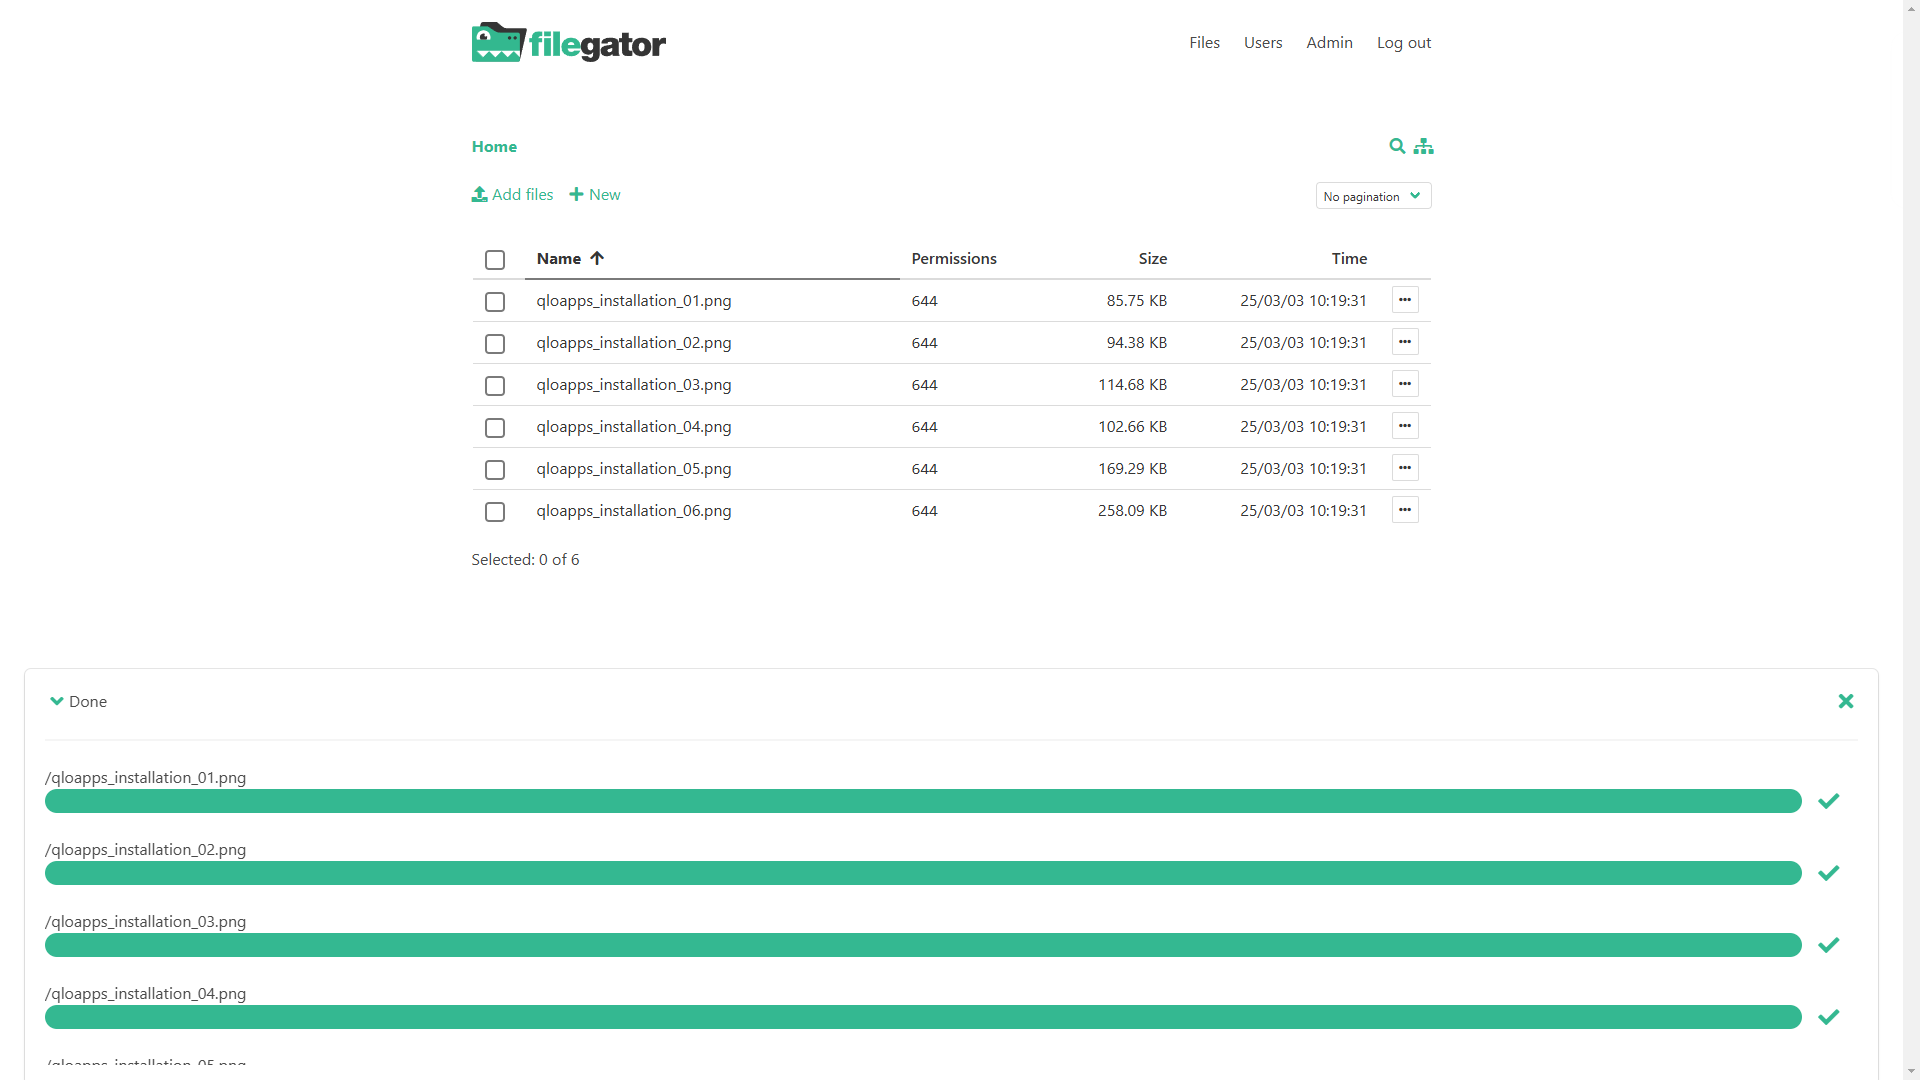 filegator
Files Users Admin Log out
Home
Add files New
No pagination
Name Permissions Size Time
qloapps_installation_01.png 644 85.75 KB 25/03/03 10:19:31
qloapps_installation_02.png 644 94.38 KB 25/03/03 10:19:31
qloapps_installation_03.png 644 114.68 KB 25/03/03 10:19:31
qloapps_installation_04.png 644 102.66 KB 25/03/03 10:19:31
qloapps_installation_05.png 644 169.29 KB 25/03/03 10:19:31
qloapps_installation_06.png 644 258.09 KB 25/03/03 10:19:31
Selected: 0 of 6
Done
/qloapps_installation_01.png
/qloapps_installation_02.png
/qloapps_installation_03.png
/qloapps_installation_04.png
/qloapps_installation_05.png